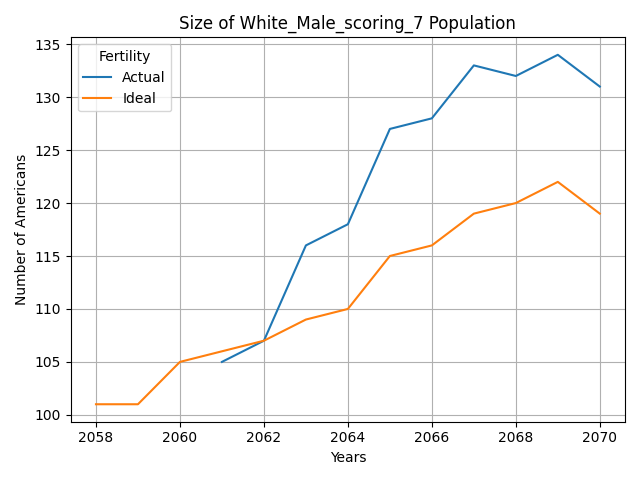 Size of White_Male_scoring_7 Population
Fertility
Actual
Ideal
Number of Americans
135
130
125
120
115
110
105
100
2058 2060 2062 2064 2066 2068 2070
Years